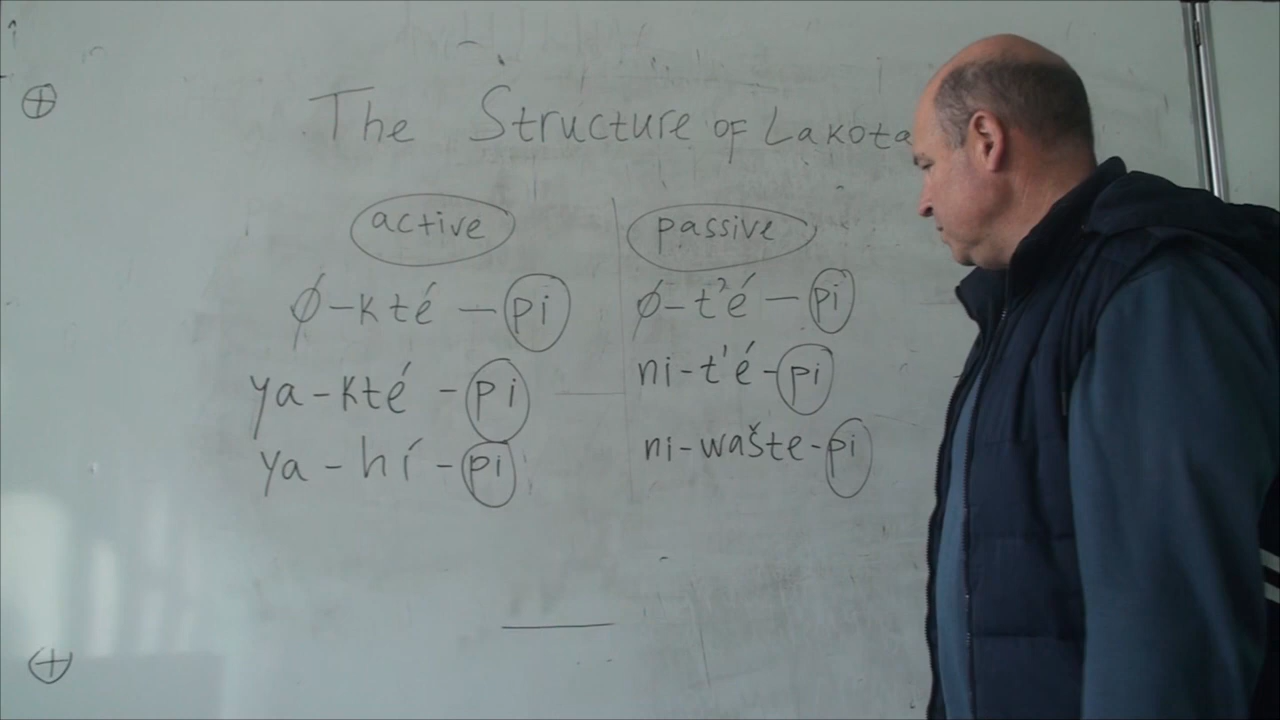 The Structure of Lakota
active
passive
Ø-kté-pi
Ø-t'é-pi
ya-kté-pi
ni-t'é-pi
ya-hí-pi
ni-wašte-pi